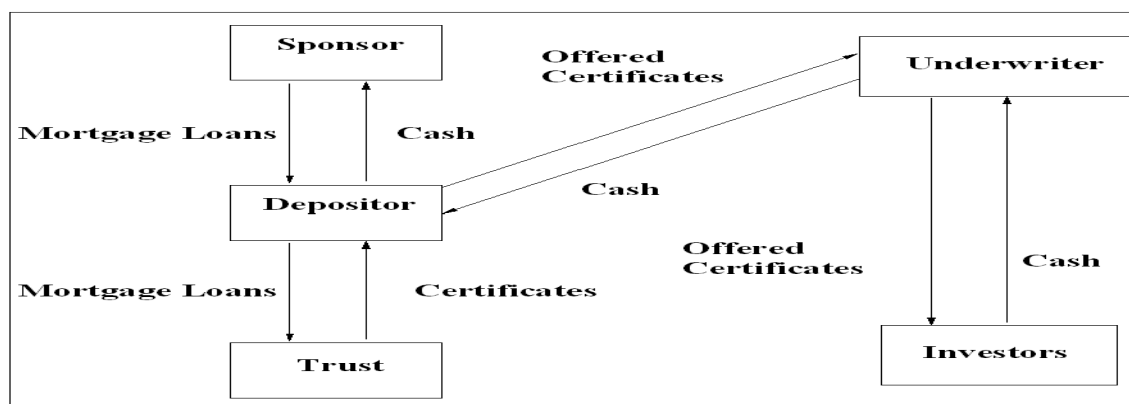 Sponsor
Offered
Certificates
Underwriter
Mortgage Loans
Cash
Cash
Depositor
Offered
Certificates
Cash
Mortgage Loans
Certificates
Trust
Investors